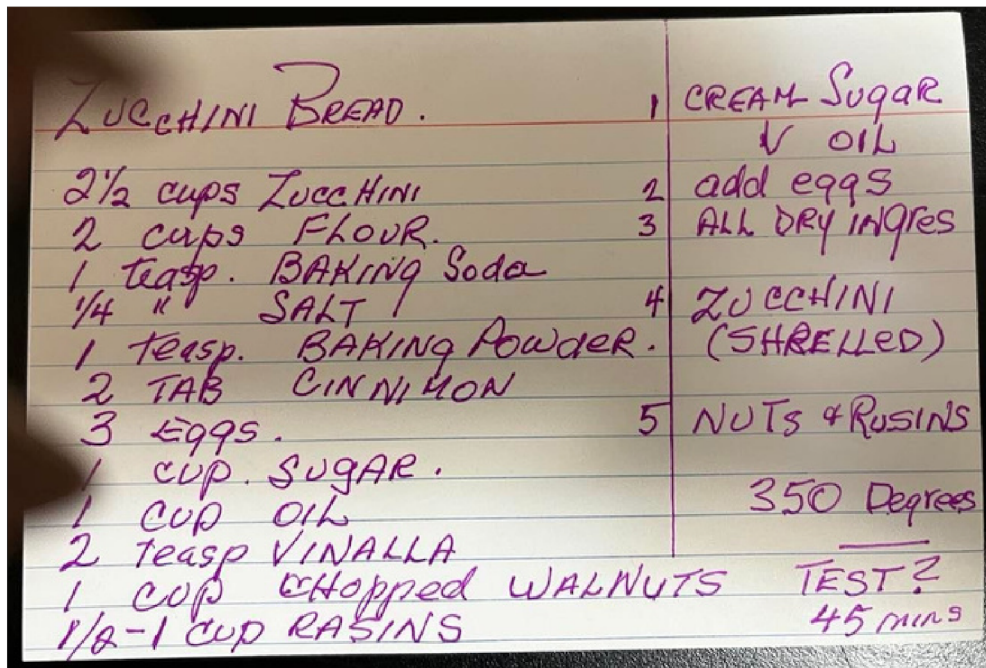 ZUCCHINI BREAD.
2 1/2 cups ZUCCHINI
2 cups FLOUR.
1 teasp. BAKING Soda
1/4 " SALT
1 teasp. BAKING POWDER.
2 TAB CINNIMON
3 Eggs.
1 cup. SUGAR.
1 CUP OIL
2 teasp VINALLA
1 CUP CHopped WALNUTS
1/2-1 CUP RASINS
1 CREAM Sugar
V OIL
2 add eggs
3 ALL DRY INgres
4 ZUCCHINI
(SHRELLED)
5 NUTS & RUSINS
350 Degrees
TEST?
45 mins